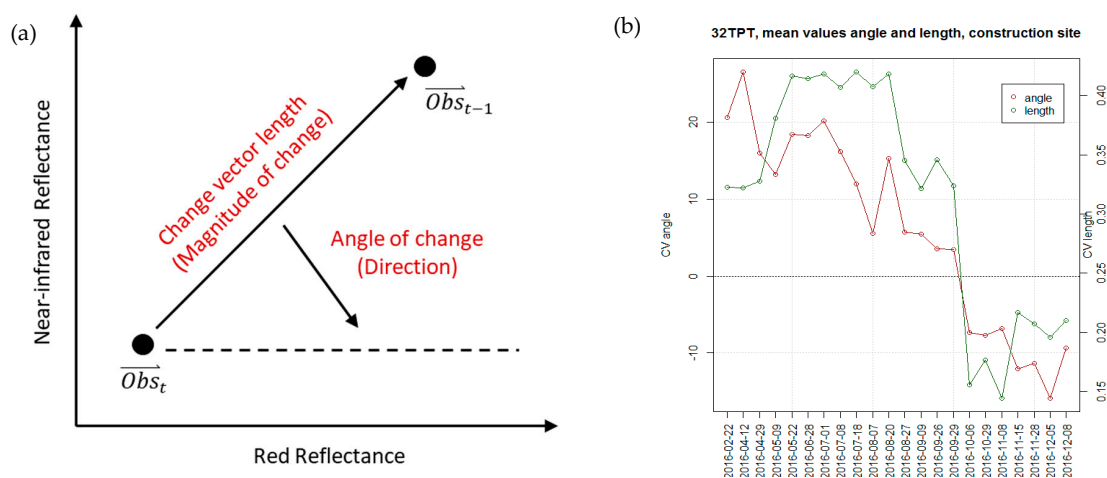 (a)
Near-infrared Reflectance
Change vector length
(Magnitude of change)
Angle of change
(Direction)
Obs_{t-1}
Obs_t
Red Reflectance
(b)
32TPT, mean values angle and length, construction site
angle
length
CV angle
20
10
0
-10
CV length
0.40
0.35
0.30
0.25
0.20
0.15
2016-02-22
2016-04-12
2016-04-29
2016-05-09
2016-05-22
2016-06-28
2016-07-01
2016-07-08
2016-07-18
2016-08-07
2016-08-20
2016-08-27
2016-09-09
2016-09-26
2016-09-29
2016-10-06
2016-10-29
2016-11-08
2016-11-15
2016-11-28
2016-12-05
2016-12-08